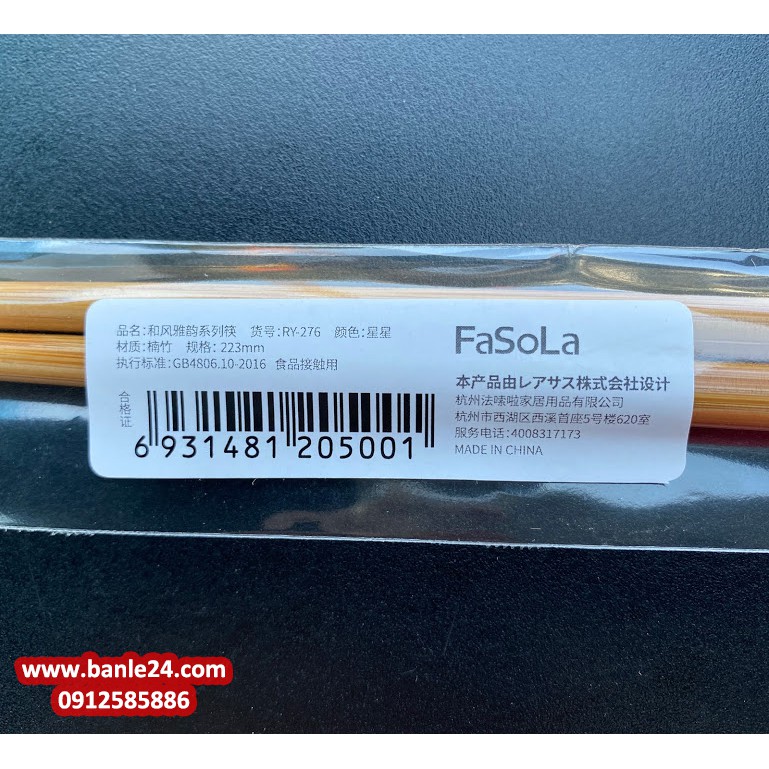 品名:和风雅韵系列筷 货号:RY-276 颜色:星星
材质:楠竹 规格:223mm
执行标准:GB4806.10-2016 食品接触用
合格证
6 931481 205001
FaSoLa
本产品由レアサス株式会社设计
杭州法嗦啦家居用品有限公司
杭州市西湖区西溪首座5号楼620室
服务电话:4008317173
MADE IN CHINA
www.banle24.com
0912585886